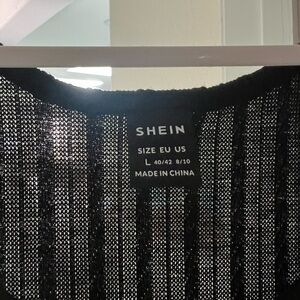 SHEIN
SIZE EU US
L 40/42 8/10
MADE IN CHINA